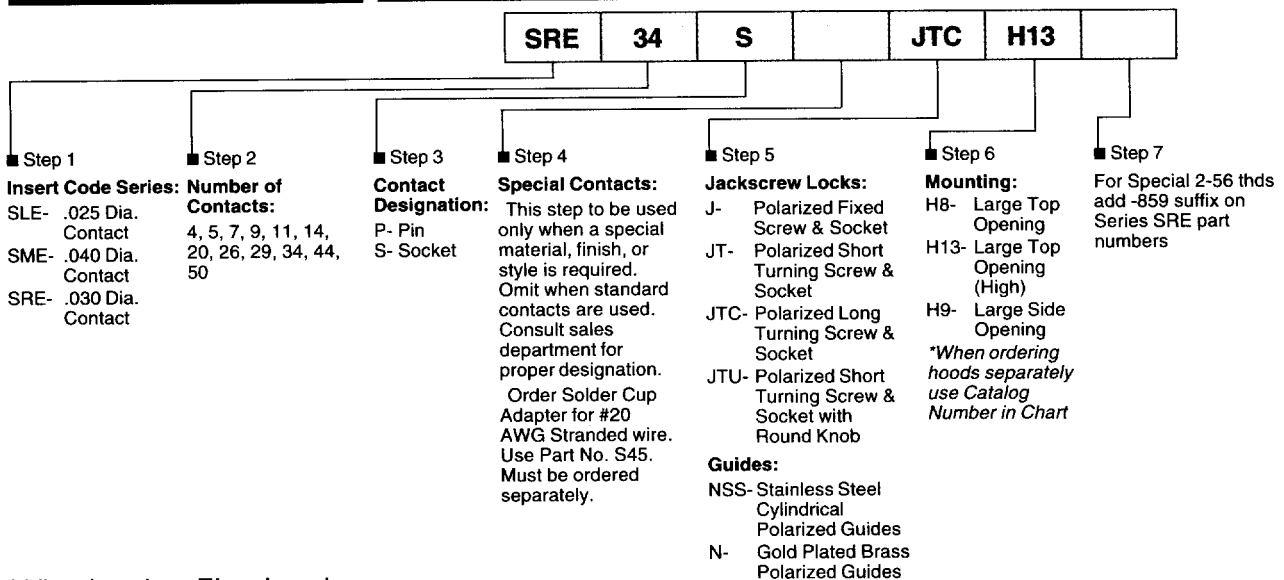 SRE 34 S JTC H13
■ Step 1
Insert Code Series:
SLE- .025 Dia.
Contact
SME- .040 Dia.
Contact
SRE- .030 Dia.
Contact
■ Step 2
Number of
Contacts:
4, 5, 7, 9, 11, 14,
20, 26, 29, 34, 44,
50
■ Step 3
Contact
Designation:
P- Pin
S- Socket
■ Step 4
Special Contacts:
This step to be used
only when a special
material, finish, or
style is required.
Omit when standard
contacts are used.
Consult sales
department for
proper designation.
Order Solder Cup
Adapter for #20
AWG Stranded wire.
Use Part No. S45.
Must be ordered
separately.
■ Step 5
Jackscrew Locks:
J- Polarized Fixed
Screw & Socket
JT- Polarized Short
Turning Screw &
Socket
JTC- Polarized Long
Turning Screw &
Socket
JTU- Polarized Short
Turning Screw &
Socket with
Round Knob
Guides:
NSS- Stainless Steel
Cylindrical
Polarized Guides
N- Gold Plated Brass
Polarized Guides
■ Step 6
Mounting:
H8- Large Top
Opening
H13- Large Top
Opening
(High)
H9- Large Side
Opening
*When ordering
hoods separately
use Catalog
Number in Chart
■ Step 7
For Special 2-56 thds
add -859 suffix on
Series SRE part
numbers